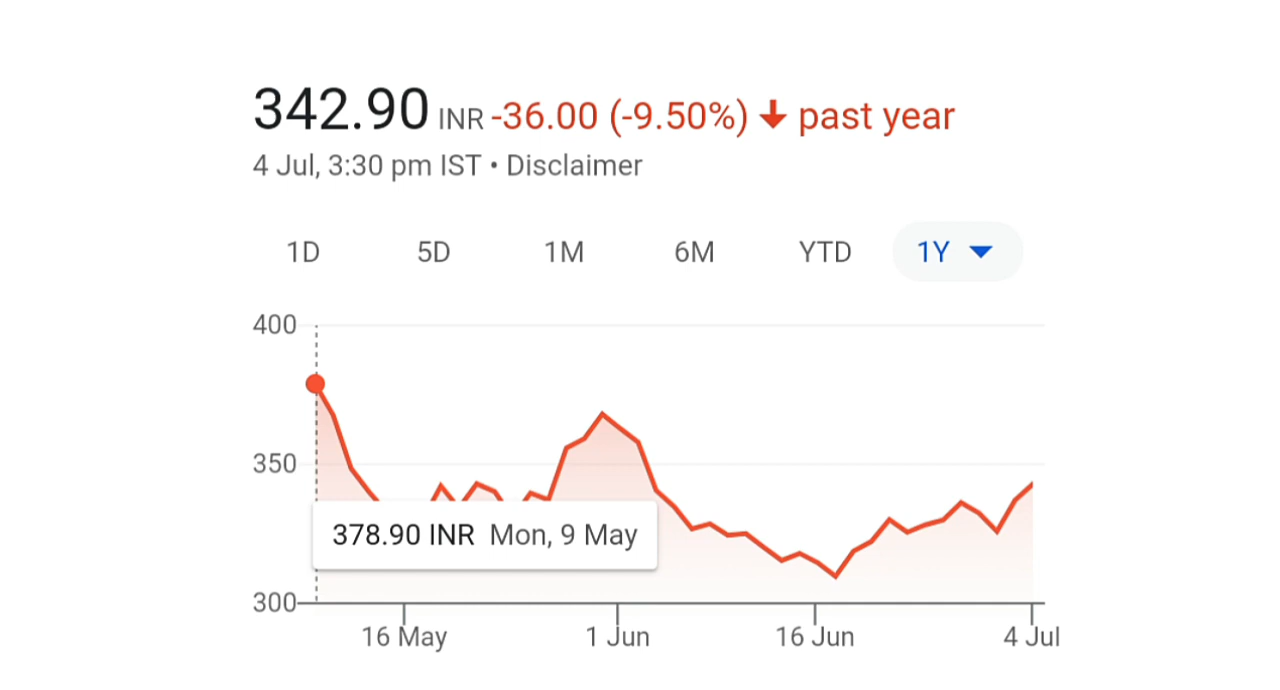 342.90 INR -36.00 (-9.50%) ↓ past year
4 Jul, 3:30 pm IST • Disclaimer
1D 5D 1M 6M YTD 1Y
400
350
378.90 INR Mon, 9 May
300
16 May 1 Jun 16 Jun 4 Jul